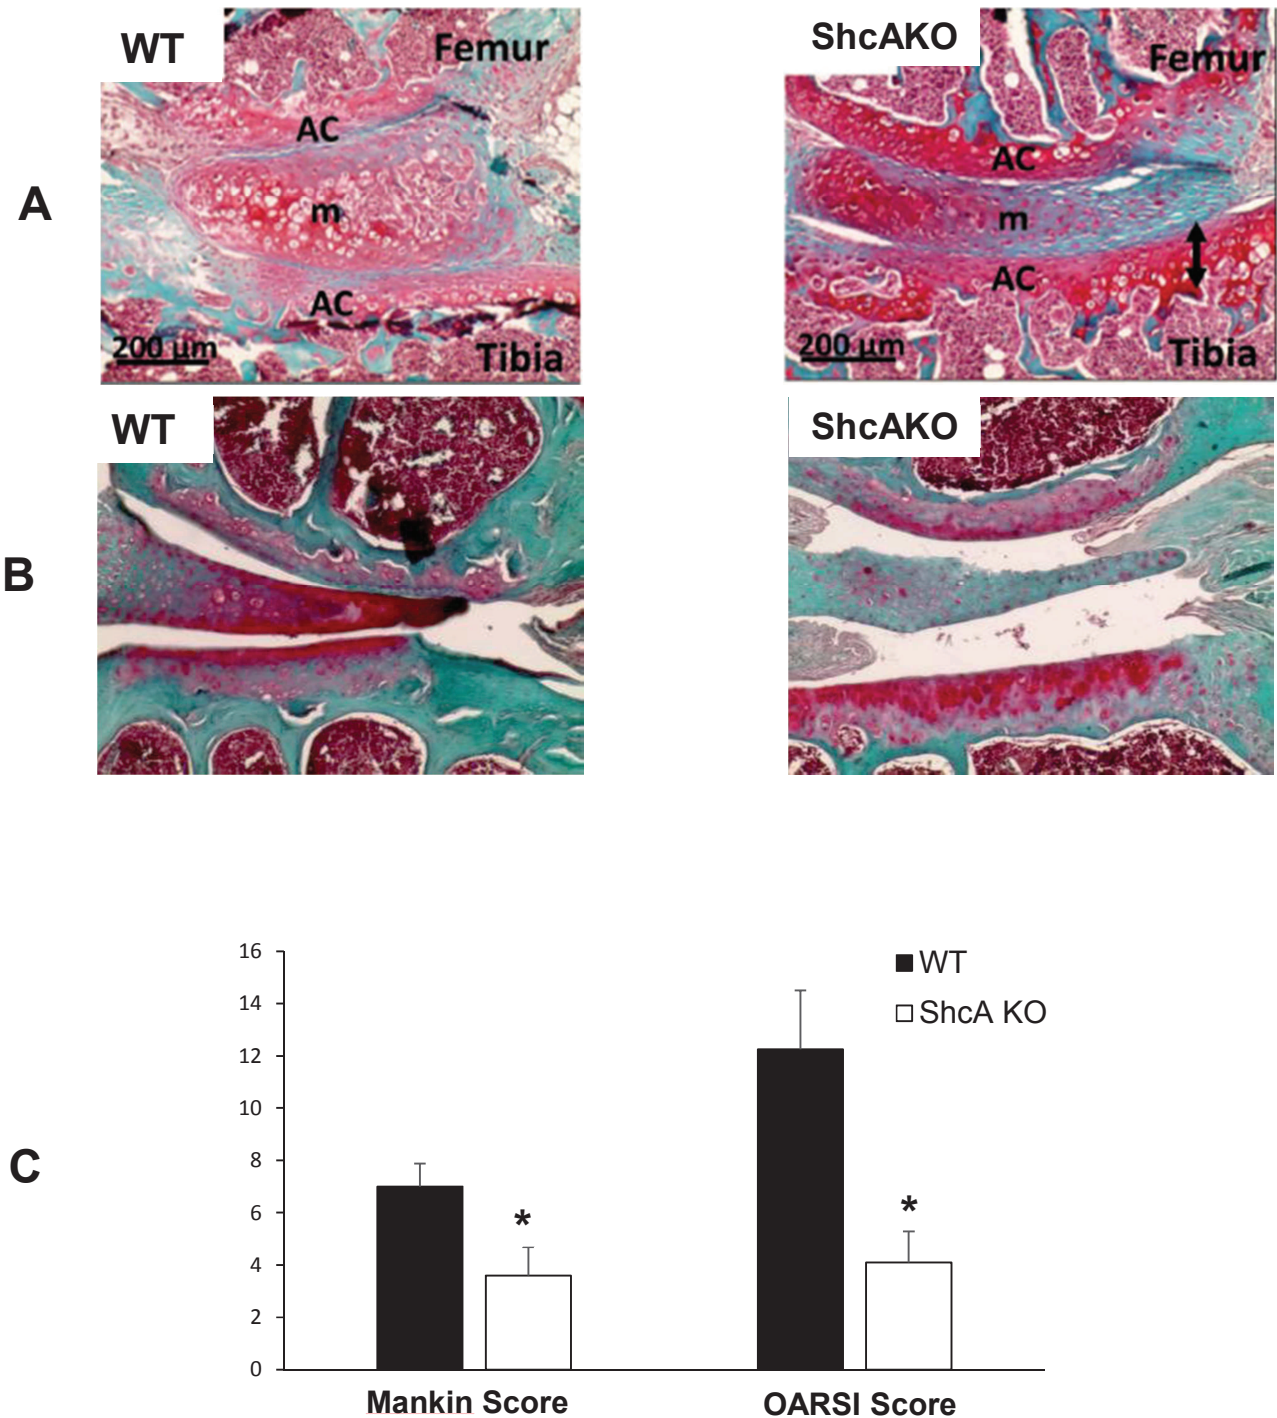 WT
Femur
AC
m
AC
200 µm
Tibia
ShcAKO
Femur
AC
m
AC
200 µm
Tibia
A
WT
ShcAKO
B
C
16
14
12
10
8
6
4
2
0
WT
ShcA KO
*
*
Mankin Score
OARSI Score